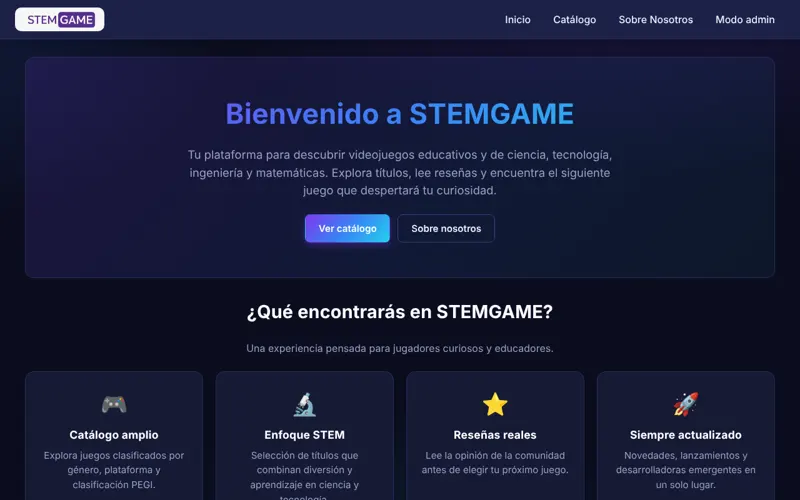 STEMGAME
Inicio
Catálogo
Sobre Nosotros
Modo admin
Bienvenido a STEMGAME
Tu plataforma para descubrir videojuegos educativos y de ciencia, tecnología,
ingeniería y matemáticas. Explora títulos, lee reseñas y encuentra el siguiente
juego que despertará tu curiosidad.
Ver catálogo
Sobre nosotros
¿Qué encontrarás en STEMGAME?
Una experiencia pensada para jugadores curiosos y educadores.
Catálogo amplio
Explora juegos clasificados por
género, plataforma y
clasificación PEGI.
Enfoque STEM
Selección de títulos que
combinan diversión y
aprendizaje en ciencia y
tecnología.
Reseñas reales
Lee la opinión de la comunidad
antes de elegir tu próximo juego.
Siempre actualizado
Novedades, lanzamientos y
desarrolladoras emergentes en
un solo lugar.